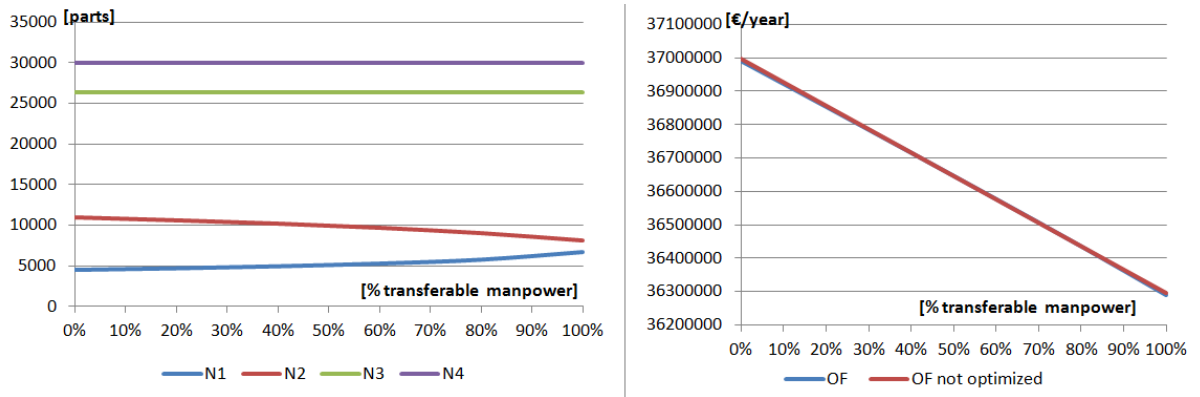 [parts]
35000
30000
25000
20000
15000
10000
5000
0
[% transferable manpower]
0% 10% 20% 30% 40% 50% 60% 70% 80% 90% 100%
N1 N2 N3 N4
[€/year]
37100000
37000000
36900000
36800000
36700000
36600000
36500000
36400000
36300000
36200000
[% transferable manpower]
0% 10% 20% 30% 40% 50% 60% 70% 80% 90% 100%
OF OF not optimized